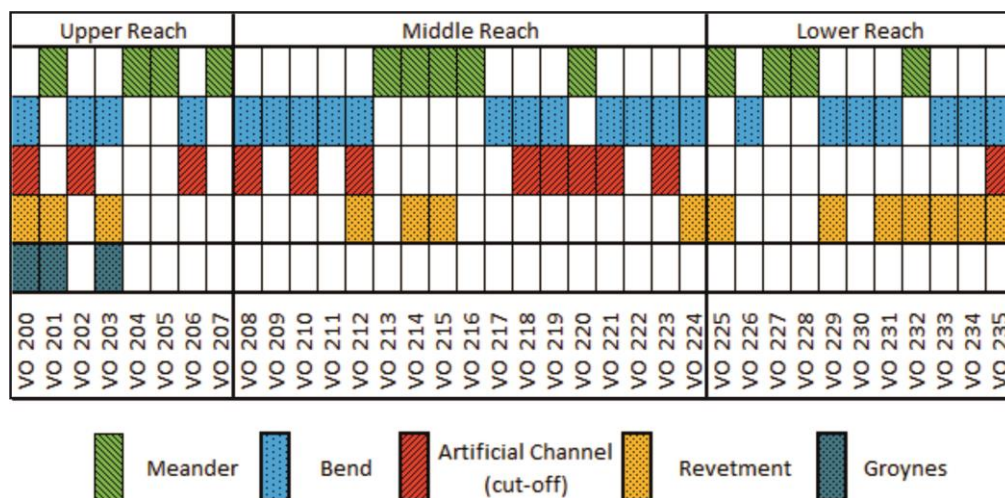 Upper Reach Middle Reach Lower Reach
VO 200 VO 201 VO 202 VO 203 VO 204 VO 205 VO 206 VO 207 VO 208 VO 209 VO 210 VO 211 VO 212 VO 213 VO 214 VO 215 VO 216 VO 217 VO 218 VO 219 VO 220 VO 221 VO 222 VO 223 VO 224 VO 225 VO 226 VO 227 VO 228 VO 229 VO 230 VO 231 VO 232 VO 233 VO 234 VO 235
Meander Bend Artificial Channel (cut-off) Revetment Groynes